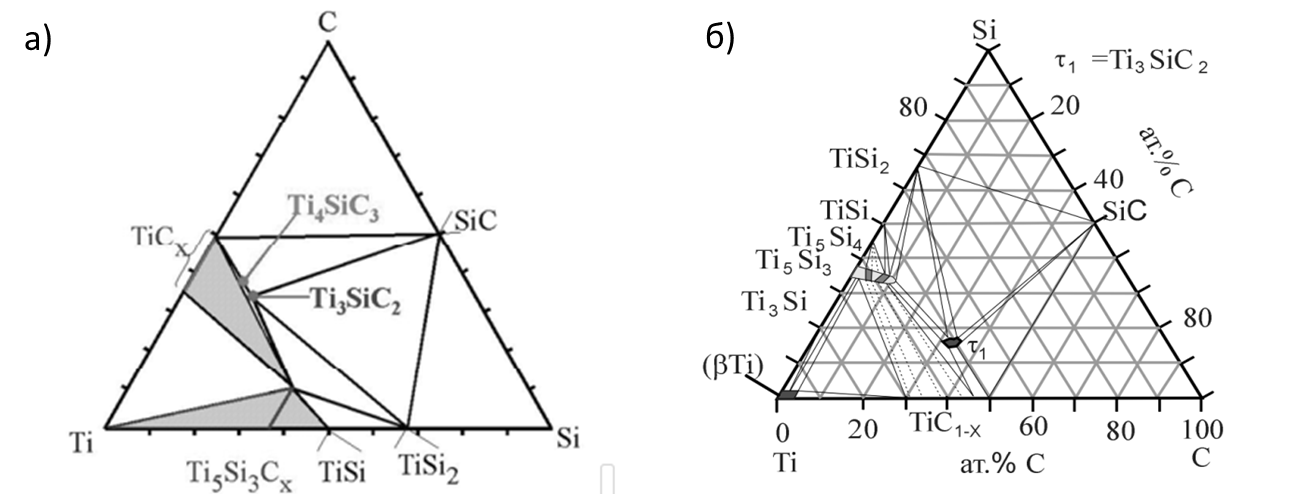 а)
C
Ti₄SiC₃
TiCₓ
SiC
Ti₃SiC₂
Ti
Si
Ti₅Si₃Cₓ
TiSi
TiSi₂
б)
Si
τ₁ =Ti₃SiC₂
80
20
ат.% C
TiSi₂
40
TiSi
SiC
Ti₅Si₄
Ti₅Si₃
Ti₃Si
80
τ₁
(βTi)
0
20
TiC₁₋ₓ
60
80
100
Ti
ат.% C
C